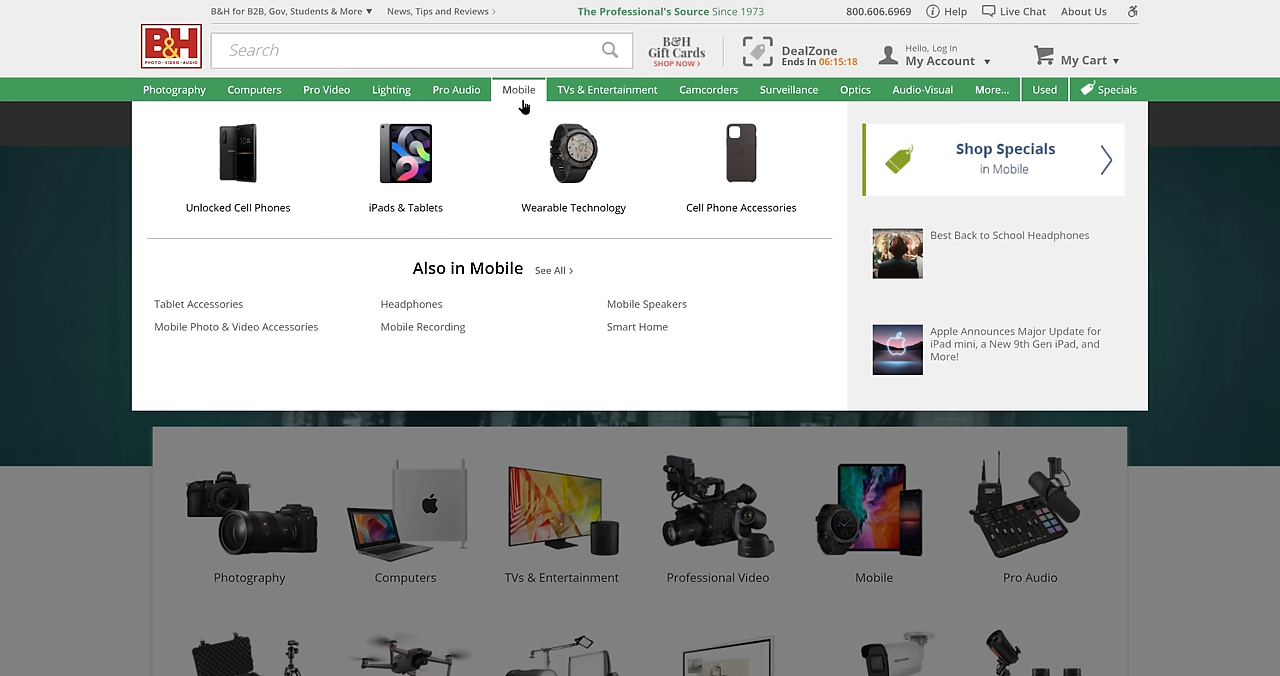 B&H for B2B, Gov, Students & More
News, Tips and Reviews
The Professional's Source Since 1973
800.606.6969
Help
Live Chat
About Us
B&H
PHOTO · VIDEO · AUDIO
Search
B&H
Gift Cards
SHOP NOW
DealZone
Ends In 06:15:18
Hello, Log In
My Account
My Cart
Photography
Computers
Pro Video
Lighting
Pro Audio
Mobile
TVs & Entertainment
Camcorders
Surveillance
Optics
Audio-Visual
More...
Used
Specials
Unlocked Cell Phones
iPads & Tablets
Wearable Technology
Cell Phone Accessories
Also in Mobile
See All
Tablet Accessories
Headphones
Mobile Speakers
Mobile Photo & Video Accessories
Mobile Recording
Smart Home
Shop Specials
in Mobile
Best Back to School Headphones
Apple Announces Major Update for
iPad mini, a New 9th Gen iPad, and
More!
Photography
Computers
TVs & Entertainment
Professional Video
Mobile
Pro Audio